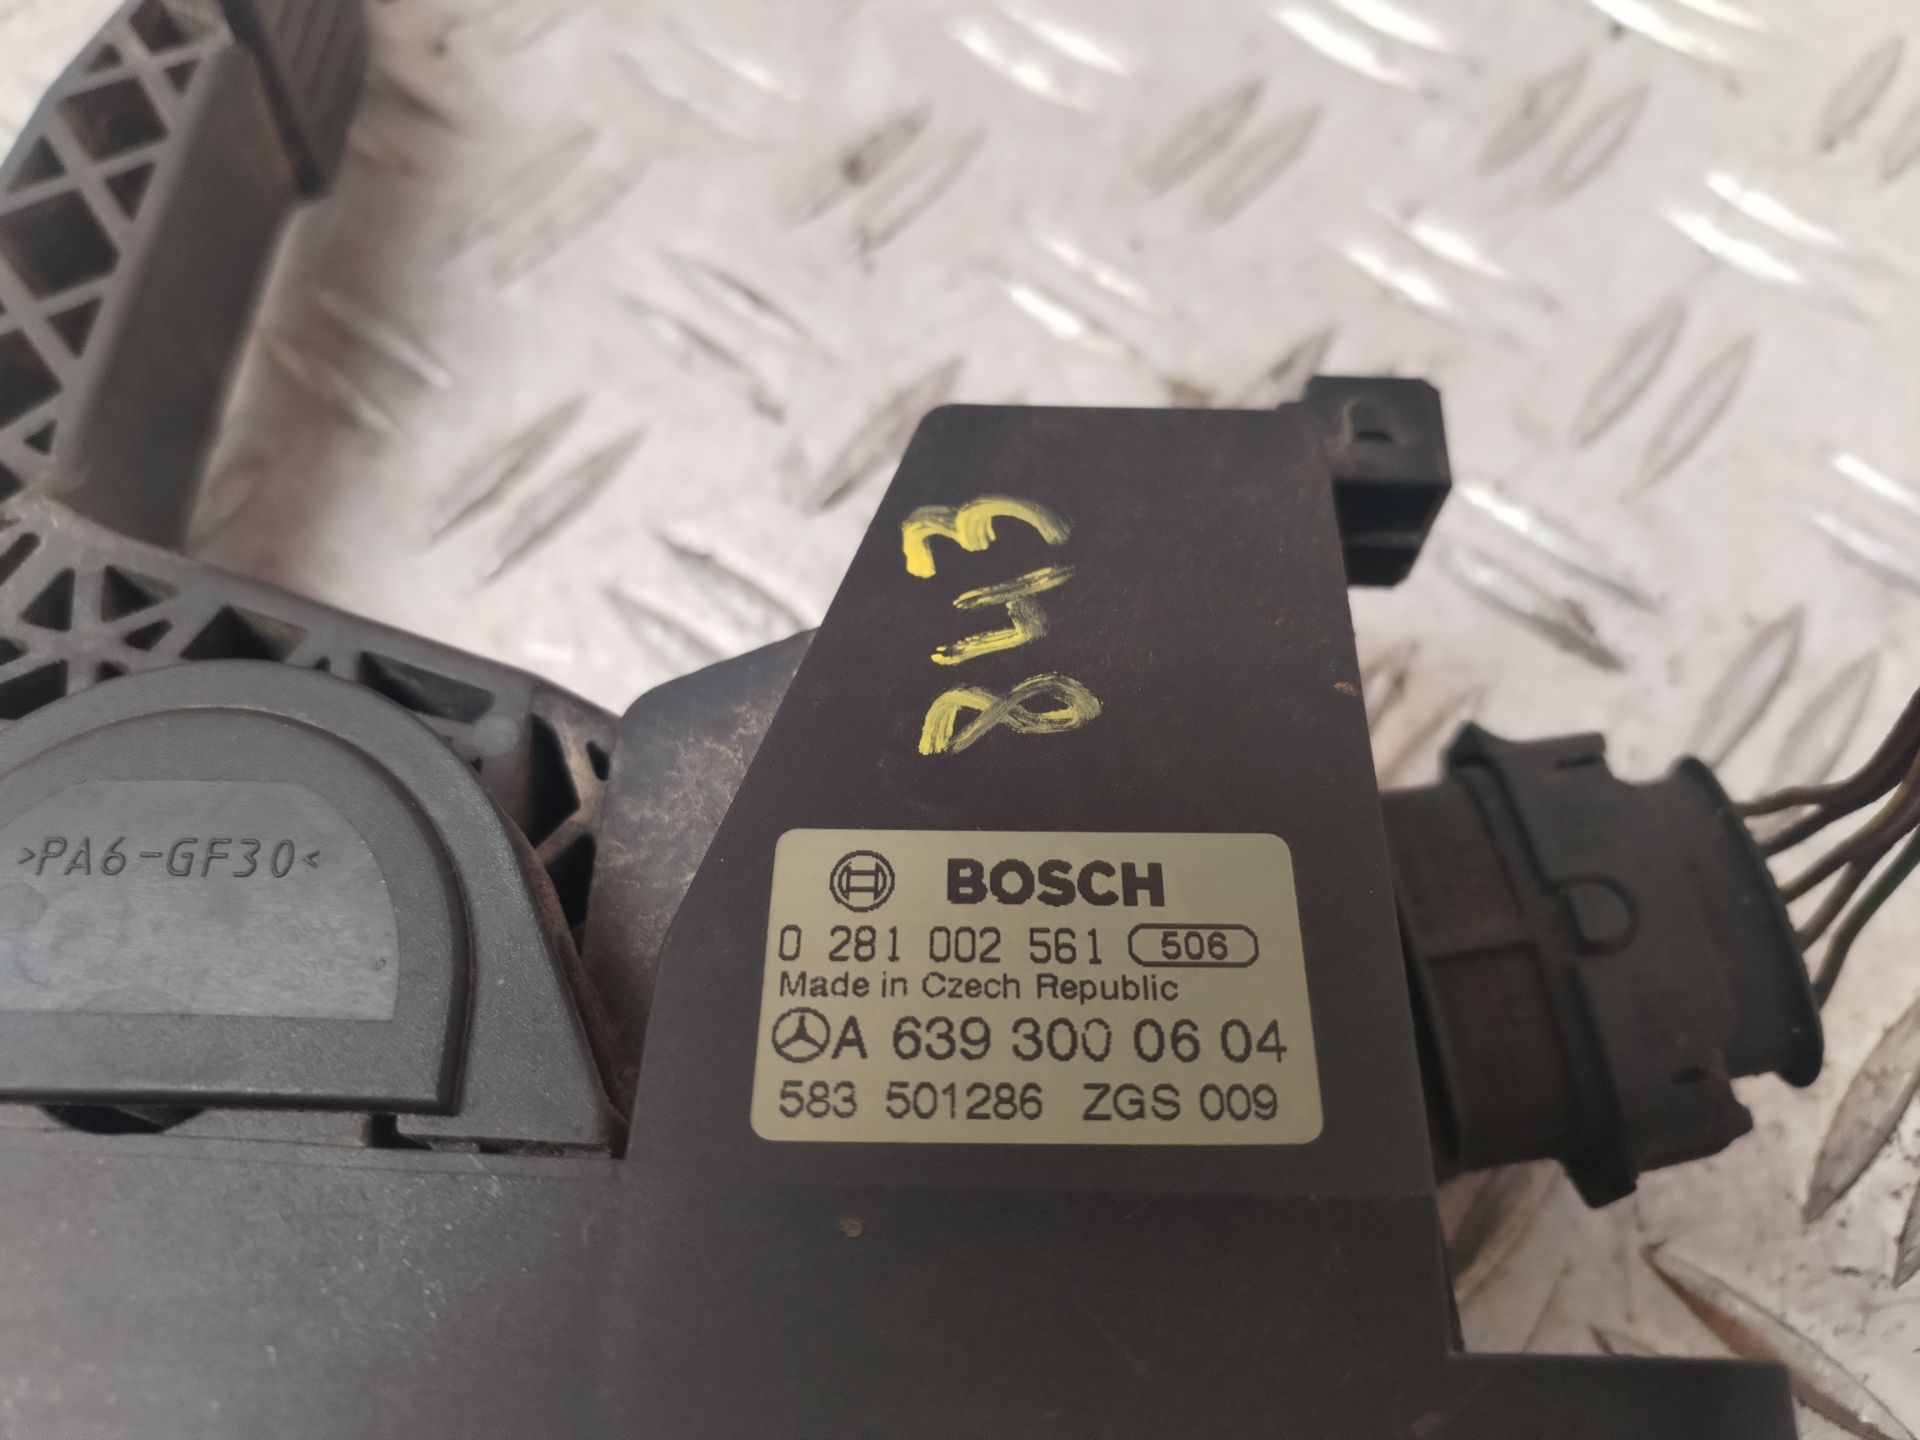 348
>PA6-GF30<
BOSCH
0 281 002 561 506
Made in Czech Republic
A 639 300 06 04
583 501286 ZGS 009